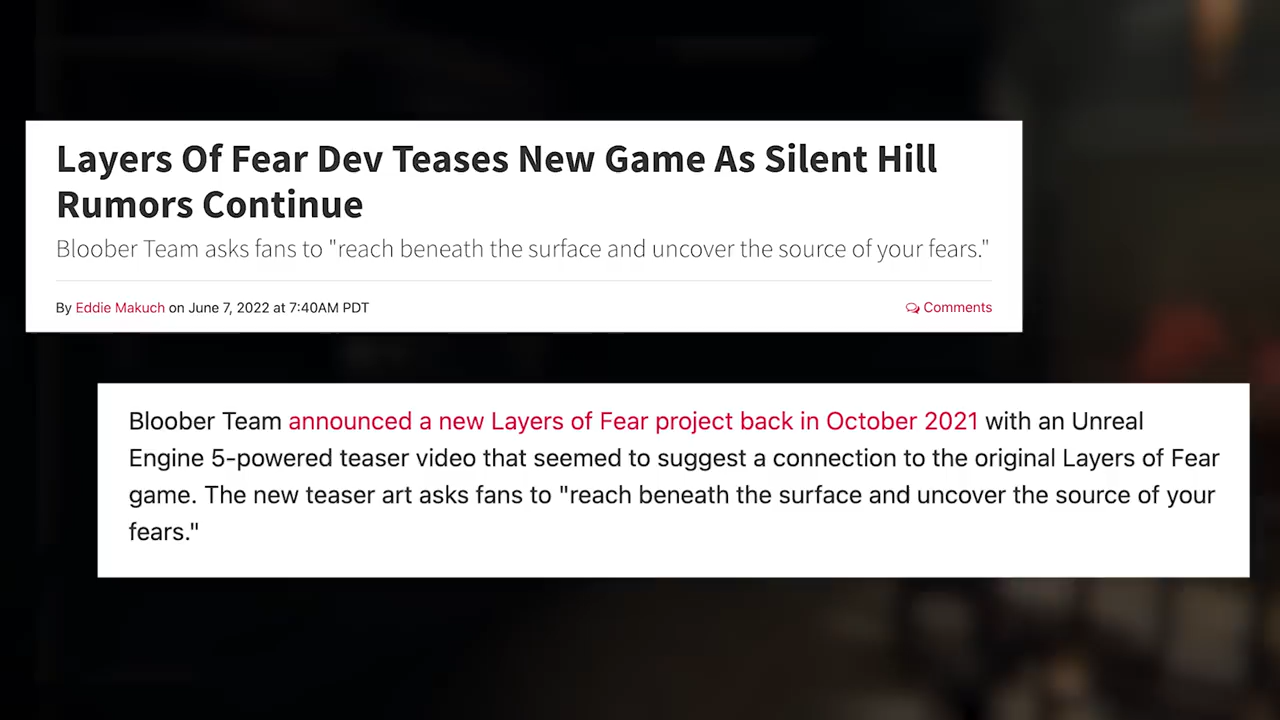 Layers Of Fear Dev Teases New Game As Silent Hill
Rumors Continue
Bloober Team asks fans to "reach beneath the surface and uncover the source of your fears."
By Eddie Makuch on June 7, 2022 at 7:40AM PDT
Comments
Bloober Team announced a new Layers of Fear project back in October 2021 with an Unreal
Engine 5-powered teaser video that seemed to suggest a connection to the original Layers of Fear
game. The new teaser art asks fans to "reach beneath the surface and uncover the source of your
fears."